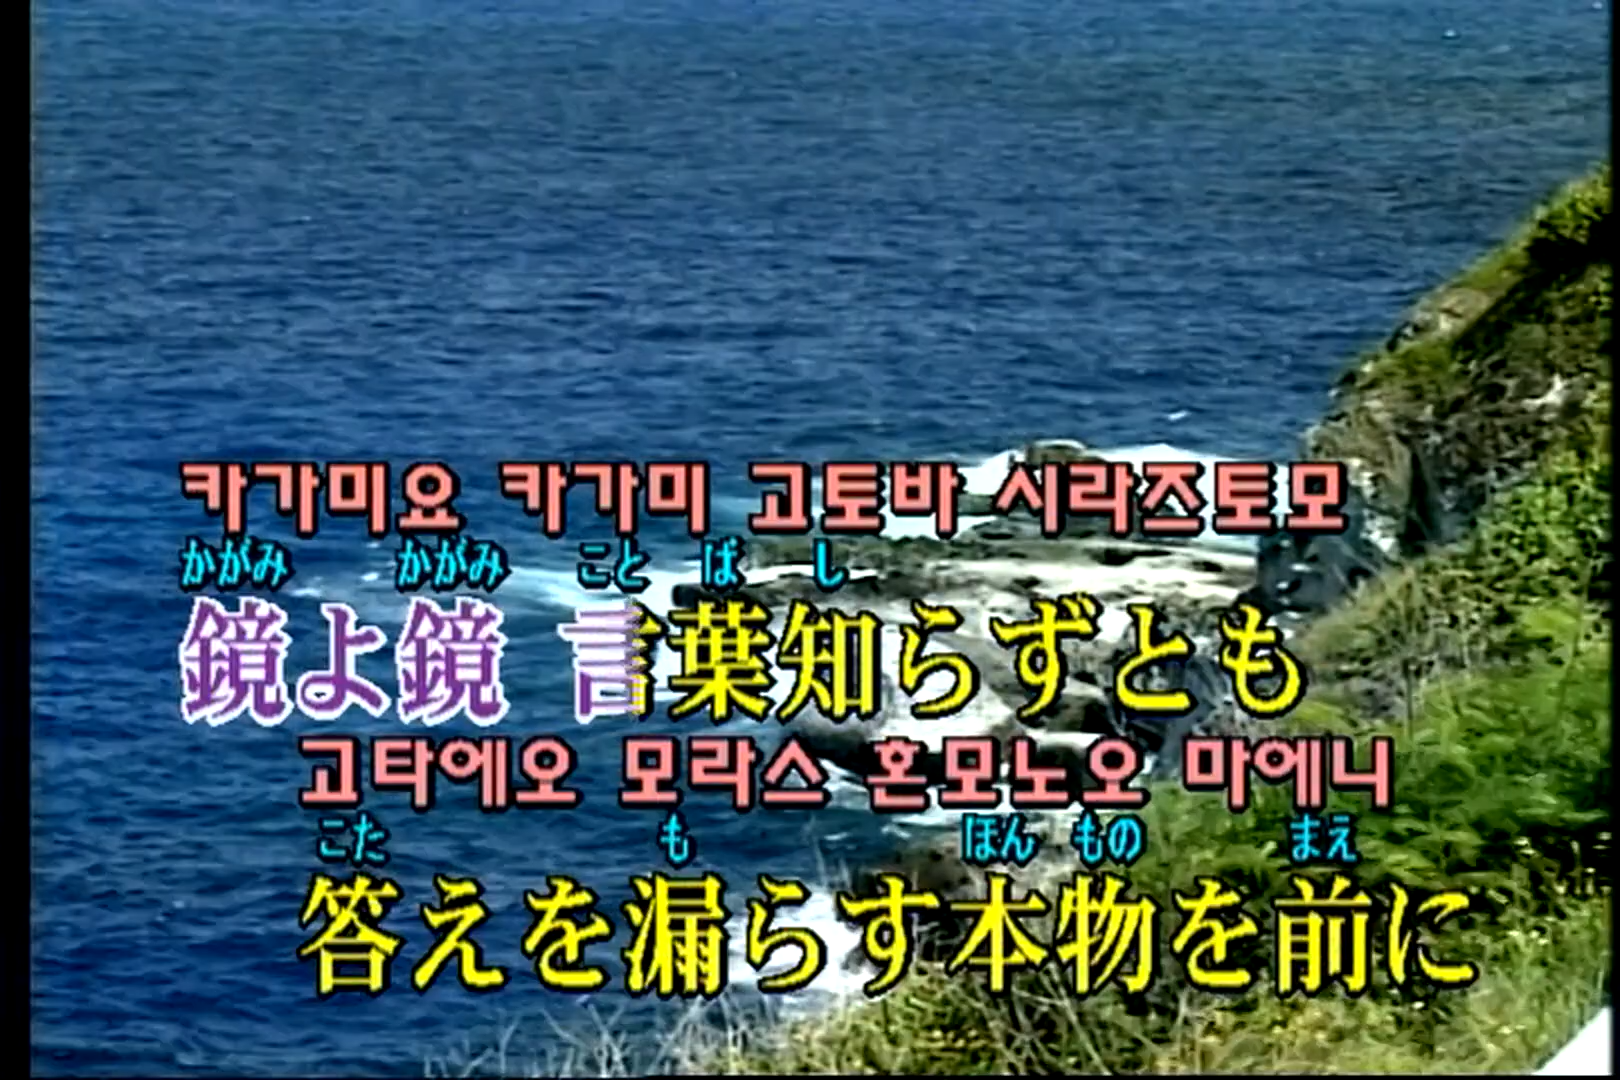 카가미요 카가미 고토바 시라즈토모
かがみ かがみ こと ば し
鏡よ鏡 言葉知らずとも
고타에오 모라스 혼모노오 마에니
こた も ほん もの まえ
答えを漏らす本物を前に